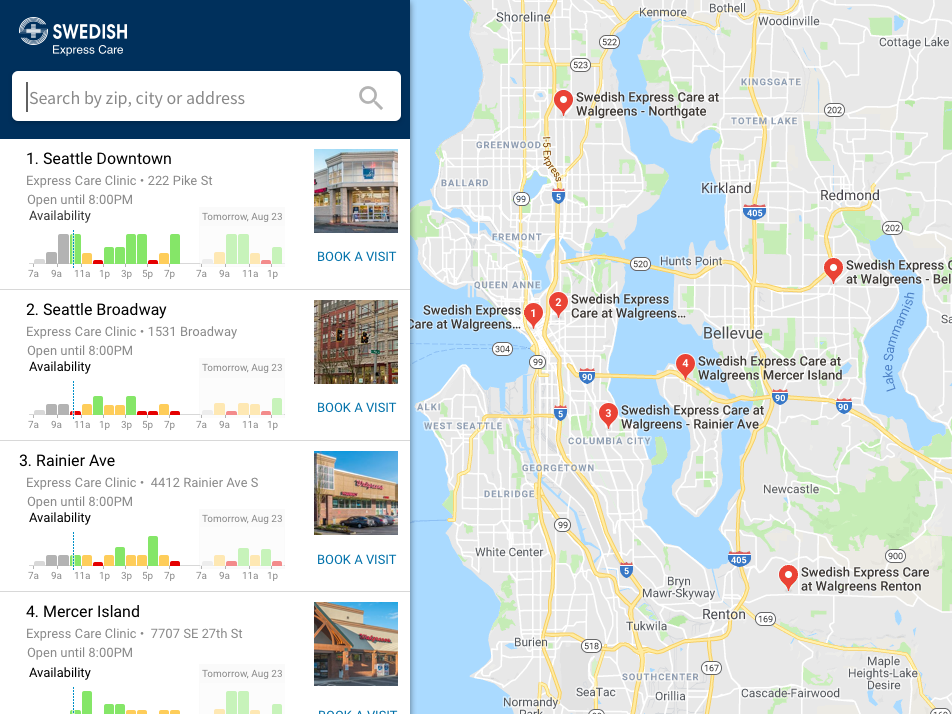 SWEDISH
Express Care
Search by zip, city or address
1. Seattle Downtown
Express Care Clinic • 222 Pike St
Open until 8:00PM
Availability
Tomorrow, Aug 23
7a 9a 11a 1p 3p 5p 7p 7a 9a 11a 1p
BOOK A VISIT
2. Seattle Broadway
Express Care Clinic • 1531 Broadway
Open until 8:00PM
Availability
Tomorrow, Aug 23
7a 9a 11a 1p 3p 5p 7p 7a 9a 11a 1p
BOOK A VISIT
3. Rainier Ave
Express Care Clinic • 4412 Rainier Ave S
Open until 8:00PM
Availability
Tomorrow, Aug 23
7a 9a 11a 1p 3p 5p 7p 7a 9a 11a 1p
BOOK A VISIT
4. Mercer Island
Express Care Clinic • 7707 SE 27th St
Open until 8:00PM
Availability
Tomorrow, Aug 23
BOOK A VISIT
Shoreline
Kenmore
Bothell
Woodinville
522
Cottage Lake
523
KINGSGATE
Swedish Express Care at
Walgreens - Northgate
202
TOTEM LAKE
GREENWOOD
I-5 Express
BALLARD
99
5
Kirkland
Redmond
405
202
FREMONT
520
Hunts Point
Swedish Express C
at Walgreens - Bel
QUEEN ANNE
Swedish Express
Care at Walgreens...
1
2
Swedish Express
Care at Walgreens...
Lake Sammamish
Sa
304
99
Bellevue
90
4
Swedish Express Care at
Walgreens Mercer Island
90
90
ALKI
WEST SEATTLE
5
3
Swedish Express Care at
Walgreens - Rainier Ave
COLUMBIA CITY
GEORGETOWN
DELRIDGE
Newcastle
99
White Center
405
900
5
Bryn
Mawr-Skyway
Swedish Express Care
at Walgreens Renton
Renton
169
Tukwila
Burien
518
167
Maple
Heights-Lake
Desire
SOUTHCENTER
SeaTac
Orillia
Cascade-Fairwood
Normandy
Park
99
169